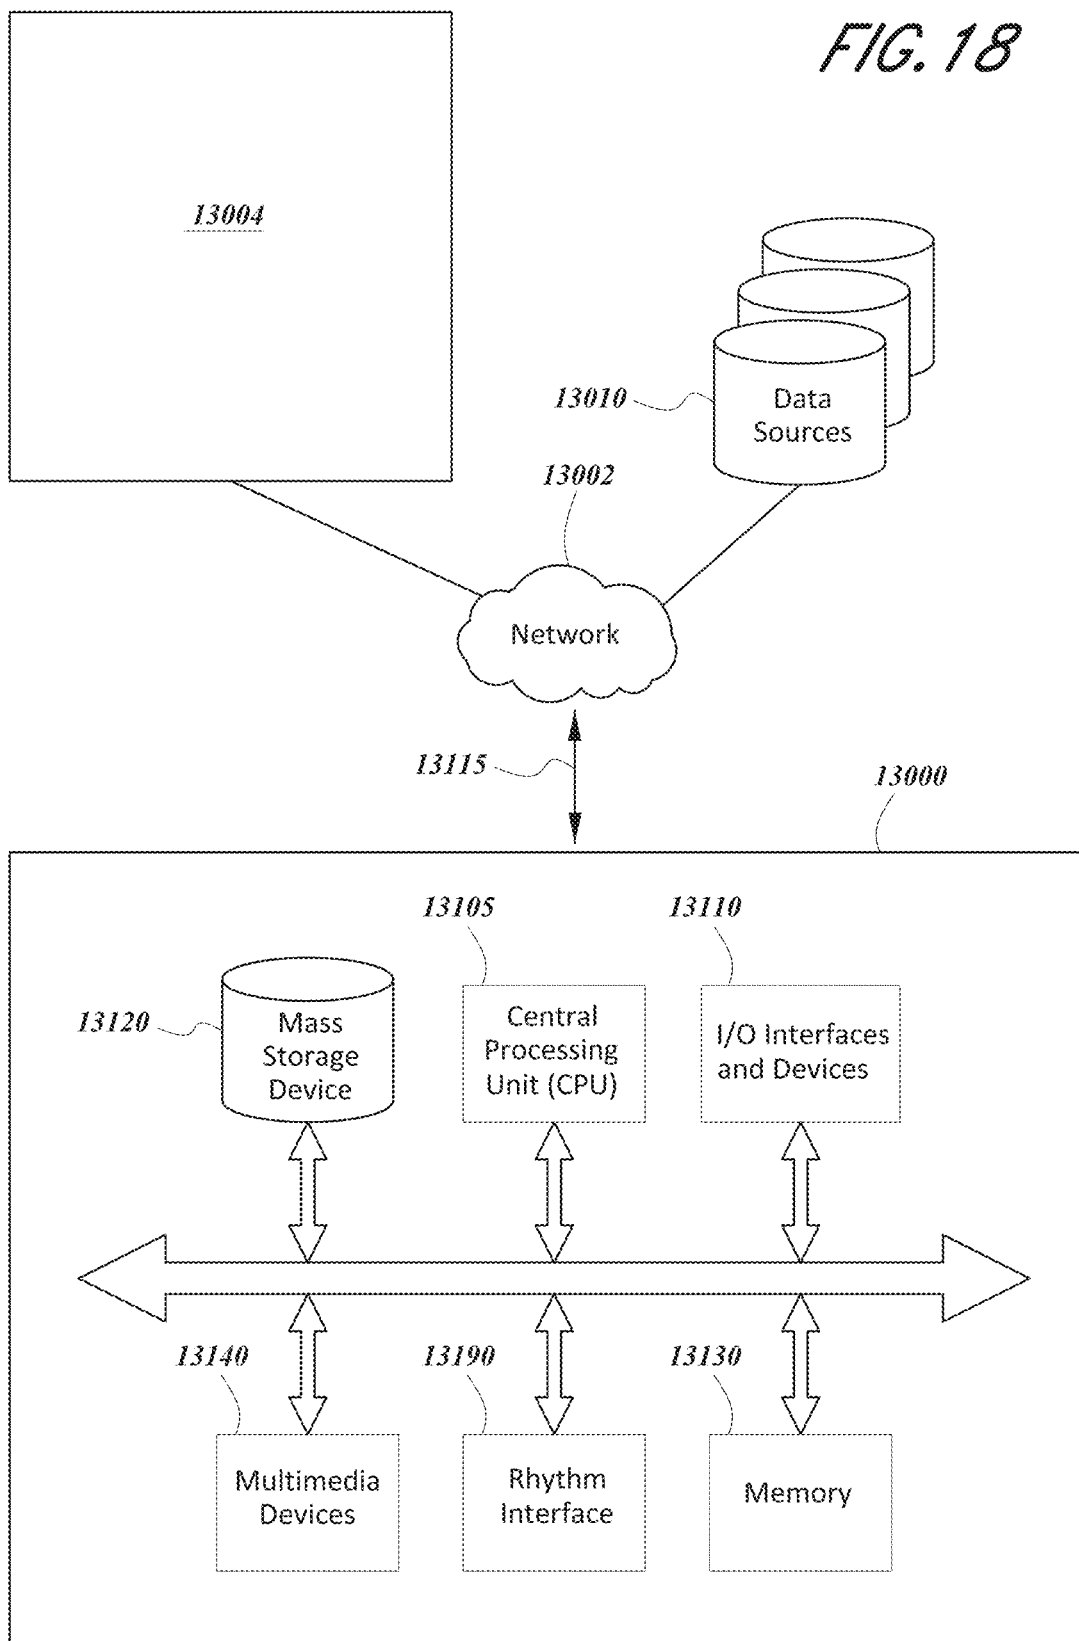 FIG. 18
13004
13010
Data
Sources
13002
Network
13115
13000
13105
13110
13120
Mass
Storage
Device
Central
Processing
Unit (CPU)
I/O Interfaces
and Devices
13140
13190
13130
Multimedia
Devices
Rhythm
Interface
Memory